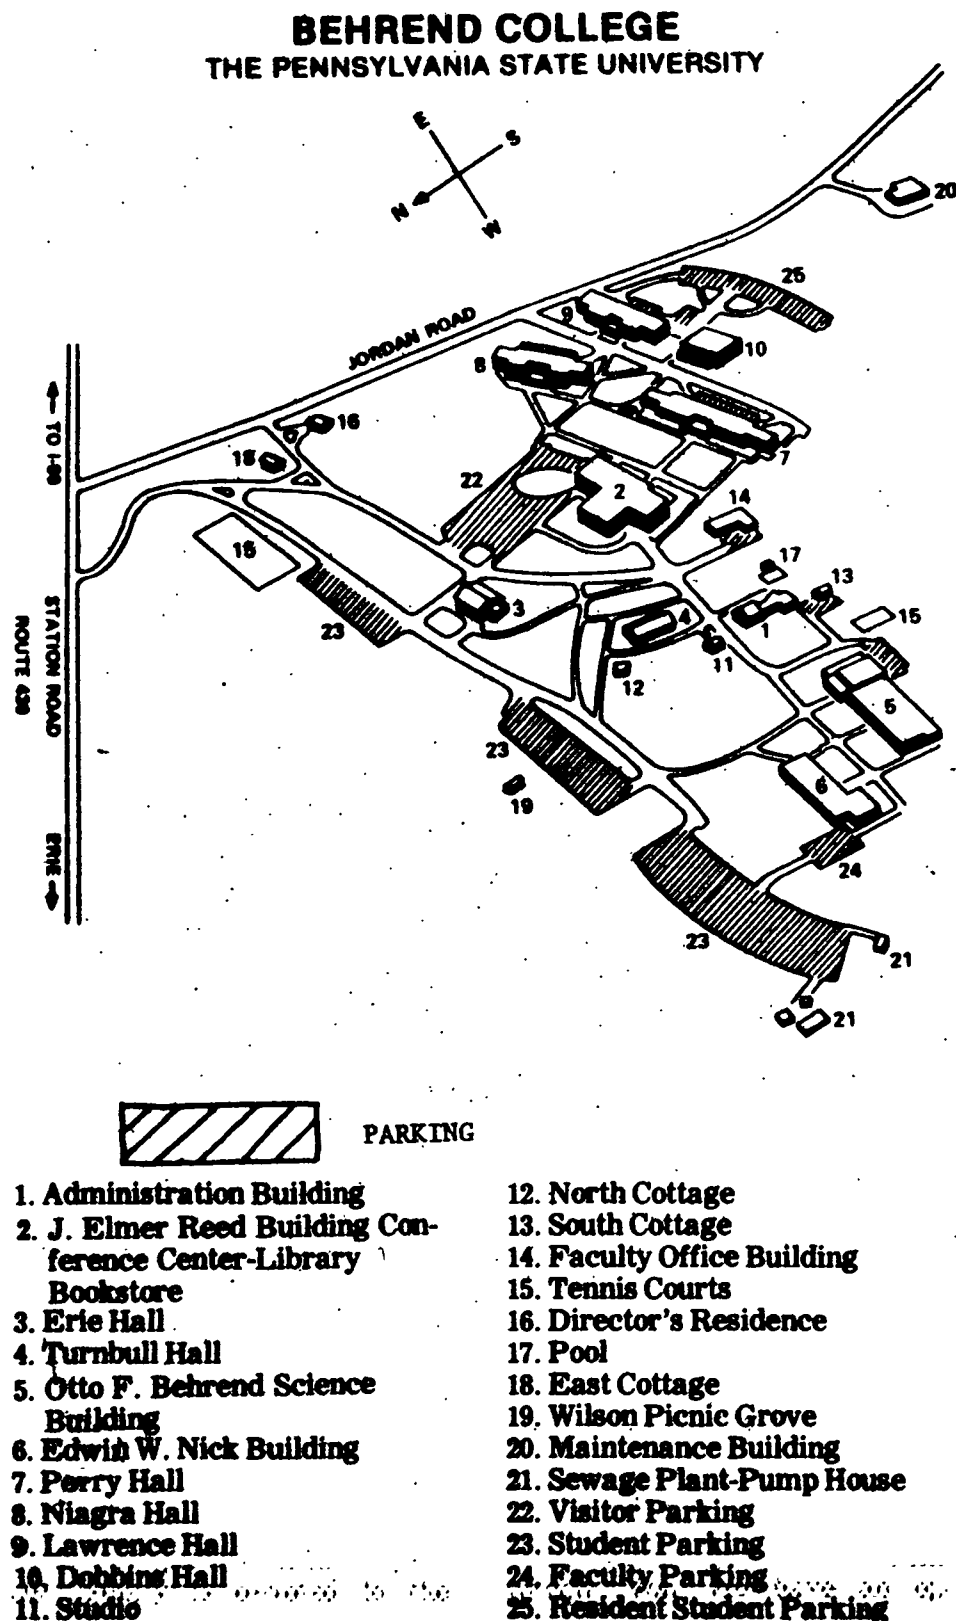 BEHREND COLLEGE
THE PENNSYLVANIA STATE UNIVERSITY
E
S
N
W
20
25
9
JORDAN ROAD
10
8
16
7
18
22
2
14
TO I-90
15
17
13
3
4
1
15
23
11
12
5
STATION ROAD
ROUTE 430
23
6
19
24
ERIE
23
21
21
PARKING
1. Administration Building
2. J. Elmer Reed Building Con-
ference Center-Library
Bookstore
3. Erie Hall
4. Turnbull Hall
5. Otto F. Behrend Science
Building
6. Edwin W. Nick Building
7. Perry Hall
8. Niagra Hall
9. Lawrence Hall
10. Dobbins Hall
11. Studio
12. North Cottage
13. South Cottage
14. Faculty Office Building
15. Tennis Courts
16. Director's Residence
17. Pool
18. East Cottage
19. Wilson Picnic Grove
20. Maintenance Building
21. Sewage Plant-Pump House
22. Visitor Parking
23. Student Parking
24. Faculty Parking
25. Resident Student Parking